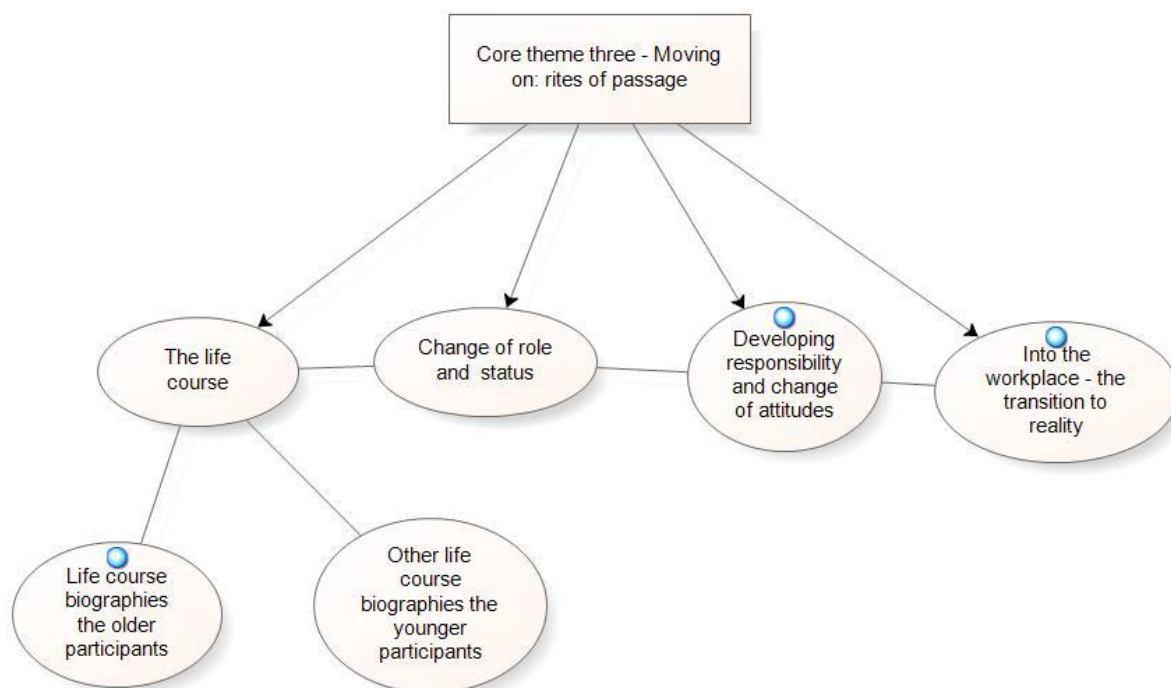 Core theme three - Moving
on: rites of passage
The life
course
Change of role
and status
Developing
responsibility
and change
of attitudes
Into the
workplace - the
transition to
reality
Life course
biographies
the older
participants
Other life
course
biographies the
younger
participants